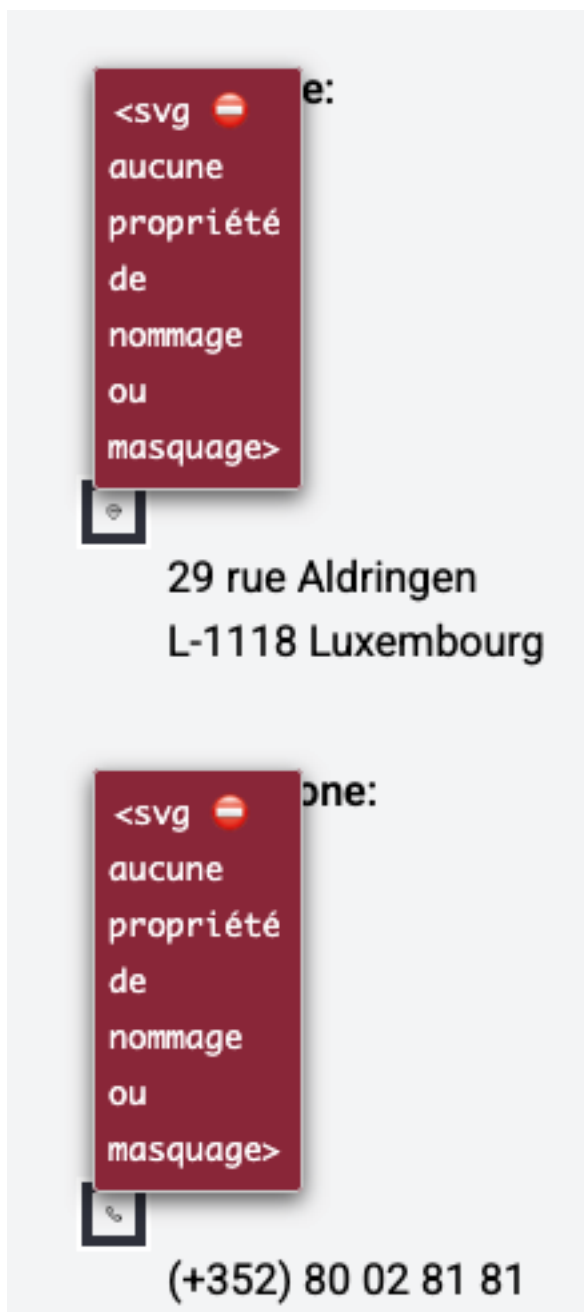 e:
<svg ⛔
aucune
propriété
de
nommage
ou
masquage>
29 rue Aldringen
L-1118 Luxembourg
one:
<svg ⛔
aucune
propriété
de
nommage
ou
masquage>
(+352) 80 02 81 81